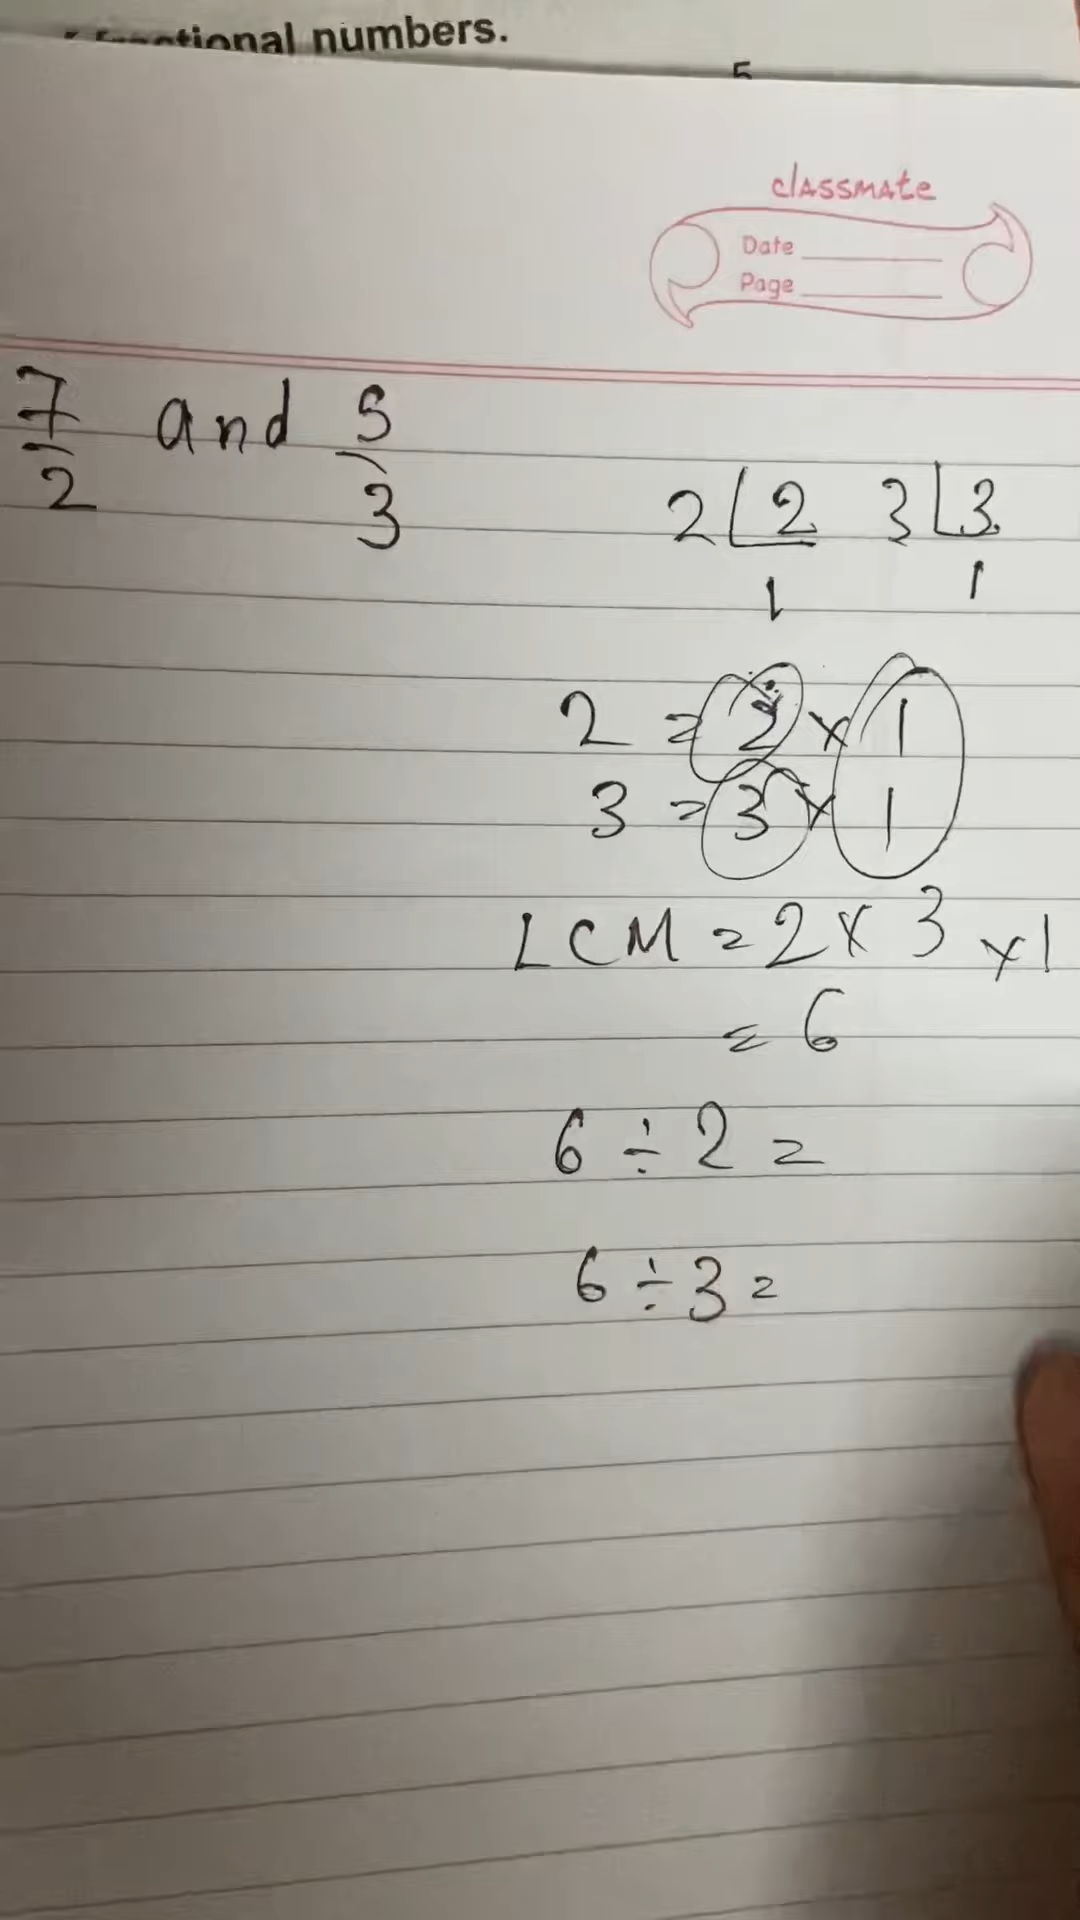 numbers.
5
classmate
Date
Page
7/2 and 5/3
2 2 3 3
1 1
2 = 2 × 1
3 = 3 × 1
LCM = 2 × 3 × 1
= 6
6 ÷ 2 =
6 ÷ 3 =